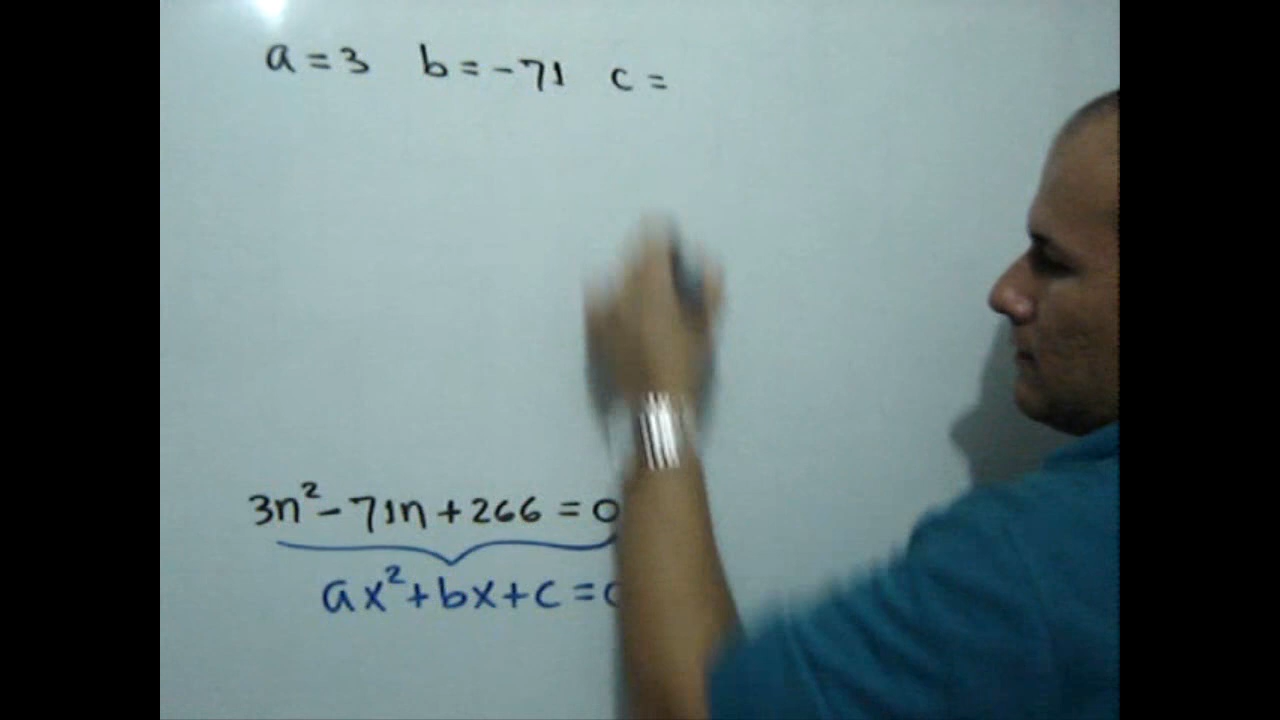 a = 3 b = -71 c =
3n² - 71n + 266 = 0
ax² + bx + c = 0